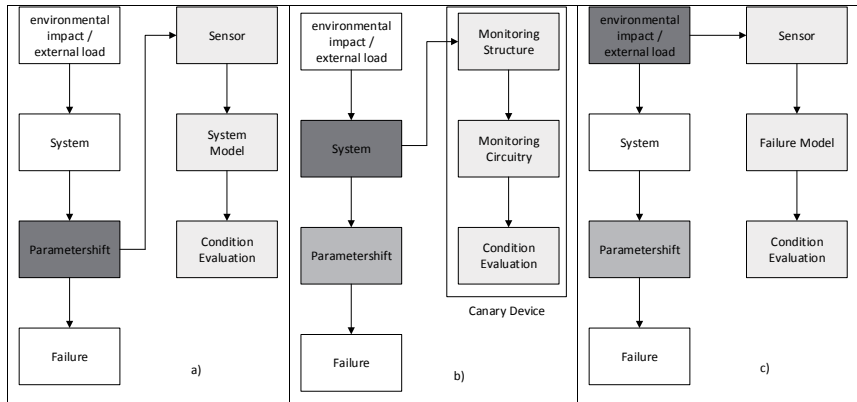 environmental
impact /
external load
Sensor
System
System
Model
Parametershift
Condition
Evaluation
Failure
a)
environmental
impact /
external load
Monitoring
Structure
System
Monitoring
Circuitry
Parametershift
Condition
Evaluation
Canary Device
Failure
b)
environmental
impact /
external load
Sensor
System
Failure Model
Parametershift
Condition
Evaluation
Failure
c)